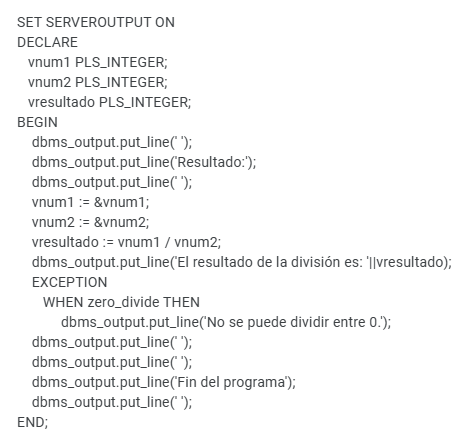 SET SERVEROUTPUT ON
DECLARE
vnum1 PLS_INTEGER;
vnum2 PLS_INTEGER;
vresultado PLS_INTEGER;
BEGIN
dbms_output.put_line(' ');
dbms_output.put_line('Resultado:');
dbms_output.put_line(' ');
vnum1 := &vnum1;
vnum2 := &vnum2;
vresultado := vnum1 / vnum2;
dbms_output.put_line('El resultado de la división es: '||vresultado);
EXCEPTION
WHEN zero_divide THEN
dbms_output.put_line('No se puede dividir entre 0.');
dbms_output.put_line(' ');
dbms_output.put_line(' ');
dbms_output.put_line('Fin del programa');
dbms_output.put_line(' ');
END;